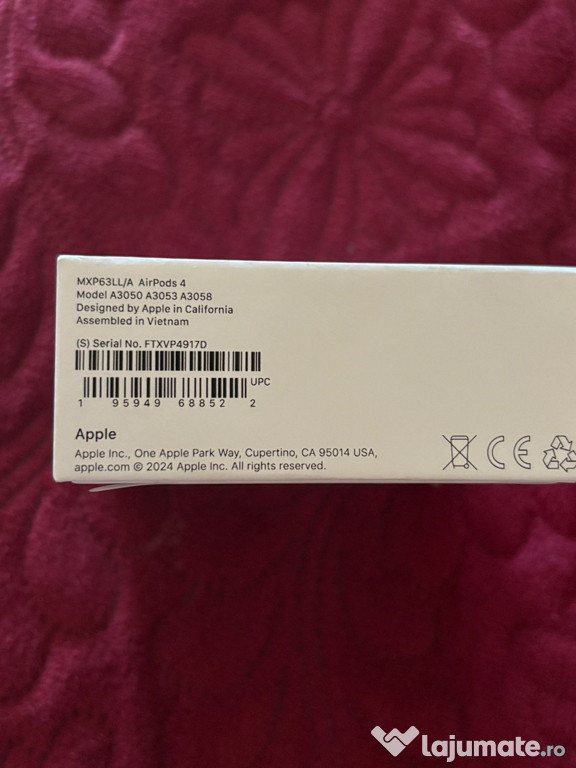 MXP63LL/A AirPods 4
Model A3050 A3053 A3058
Designed by Apple in California
Assembled in Vietnam
(S) Serial No. FTXVP4917D
UPC
1 95949 68852 2
Apple
Apple Inc., One Apple Park Way, Cupertino, CA 95014 USA,
apple.com © 2024 Apple Inc. All rights reserved.
CE
lajumate.ro